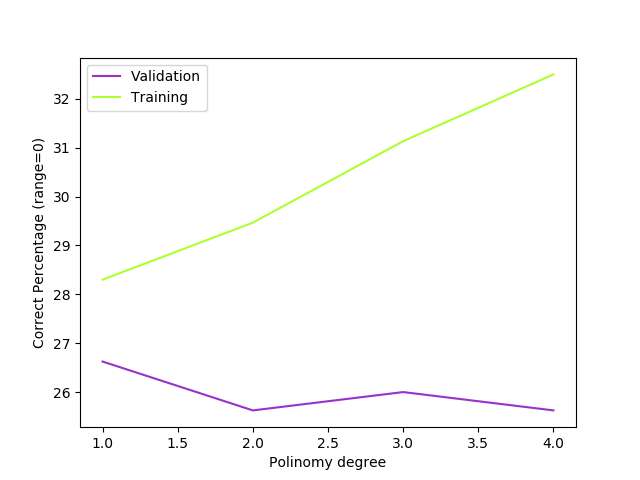 Validation
Training
32
31
30
29
28
27
26
Correct Percentage (range=0)
1.0 1.5 2.0 2.5 3.0 3.5 4.0
Polinomy degree